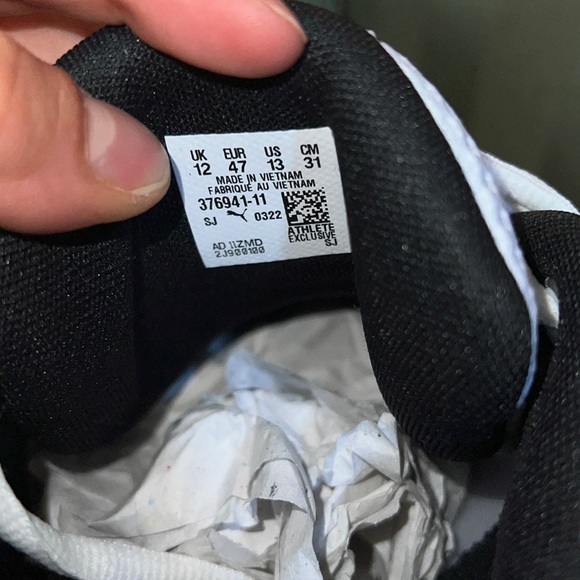 UK EUR US CM
12 47 13 31
MADE IN VIETNAM
FABRIQUÉ AU VIETNAM
376941-11
SJ 0322
ATHLETE
EXCLUSIVE
SJ
AD 11ZMD
2J900100